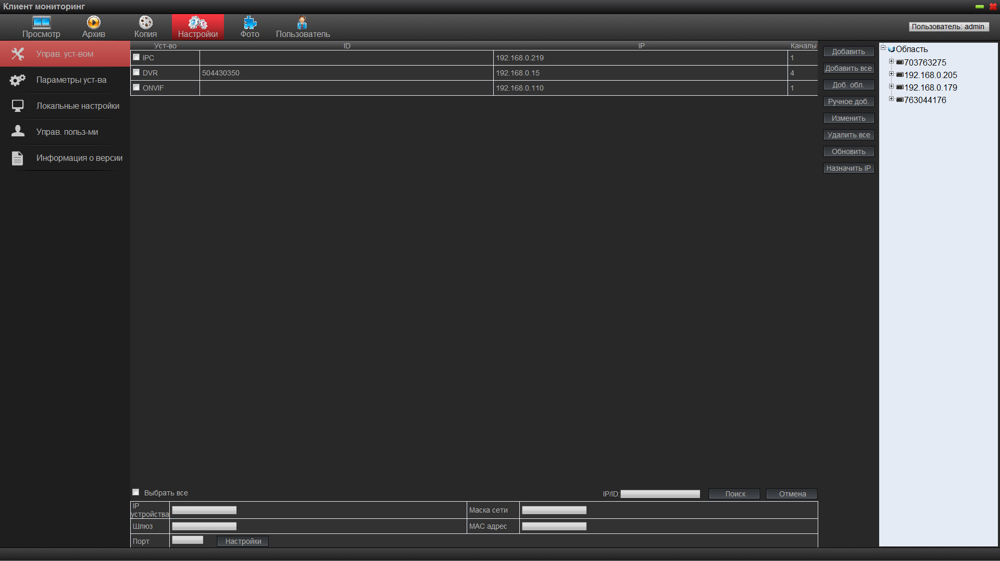 Клиент мониторинг
Просмотр
Архив
Копия
Настройки
Фото
Пользователь
Пользователь: admin
Управ. уст-вом
Параметры уст-ва
Локальные настройки
Управ. польз-ми
Информация о версии
Уст-во ID IP Каналы
IPC 192.168.0.219 1
DVR 504430350 192.168.0.15 4
ONVIF 192.168.0.110 1
Добавить
Добавить все
Доб. обл.
Ручное доб.
Изменить
Удалить все
Обновить
Назначить IP
Область
703763275
192.168.0.205
192.168.0.179
763044176
Выбрать все
IP/ID:
Поиск
Отмена
IP
устройства
Маска сети
Шлюз
MAC адрес
Порт
Настройки